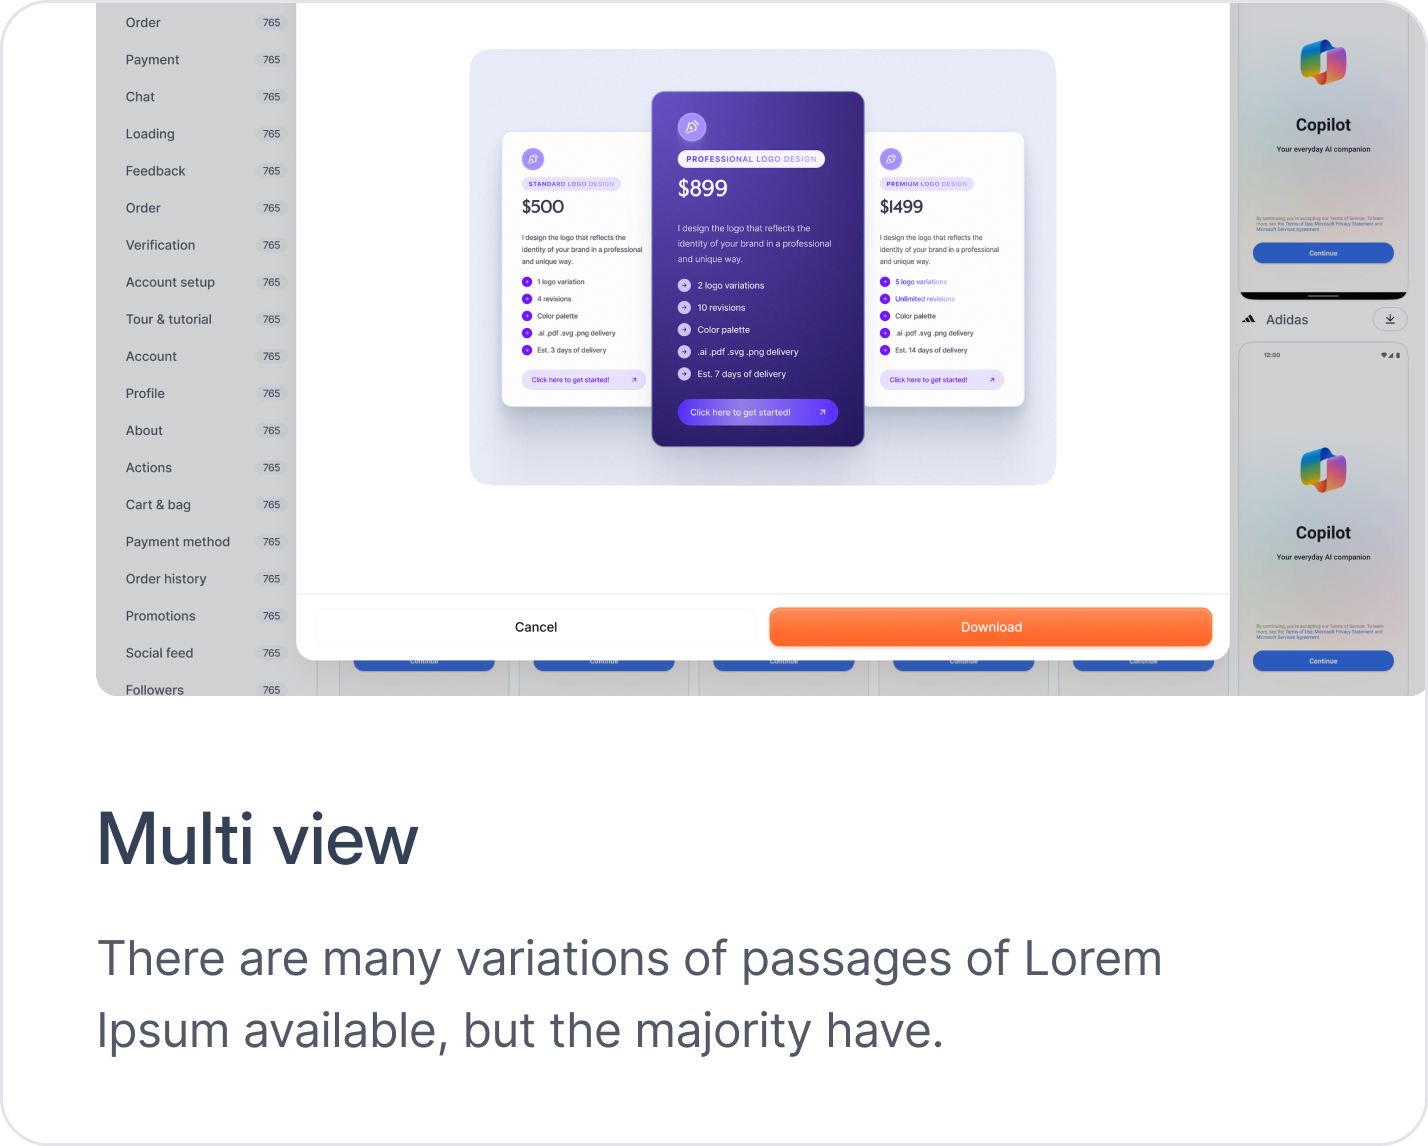 Order 765
Payment 765
Chat 765
Loading 765
Feedback 765
Order 765
Verification 765
Account setup 765
Tour & tutorial 765
Account 765
Profile 765
About 765
Actions 765
Cart & bag 765
Payment method 765
Order history 765
Promotions 765
Social feed 765
Followers 765
STANDARD LOGO DESIGN
$500
I design the logo that reflects the
identity of your brand in a professional
and unique way.
1 logo variation
4 revisions
Color palette
.ai .pdf .svg .png delivery
Est. 3 days of delivery
Click here to get started!
PROFESSIONAL LOGO DESIGN
$899
I design the logo that reflects the
identity of your brand in a professional
and unique way.
2 logo variations
10 revisions
Color palette
.ai .pdf .svg .png delivery
Est. 7 days of delivery
Click here to get started!
PREMIUM LOGO DESIGN
$1499
I design the logo that reflects the
identity of your brand in a professional
and unique way.
5 logo variations
Unlimited revisions
Color palette
.ai .pdf .svg .png delivery
Est. 14 days of delivery
Click here to get started!
Cancel
Download
Continue
Continue
Continue
Continue
Continue
Copilot
Your everyday AI companion
By continuing, you're accepting our Terms of Service. To learn
more, see the Terms of Use, Microsoft Privacy Statement and
Microsoft Services Agreement
Continue
Adidas
12:00
Copilot
Your everyday AI companion
By continuing, you're accepting our Terms of Service. To learn
more, see the Terms of Use, Microsoft Privacy Statement and
Microsoft Services Agreement
Continue
Multi view
There are many variations of passages of Lorem
Ipsum available, but the majority have.